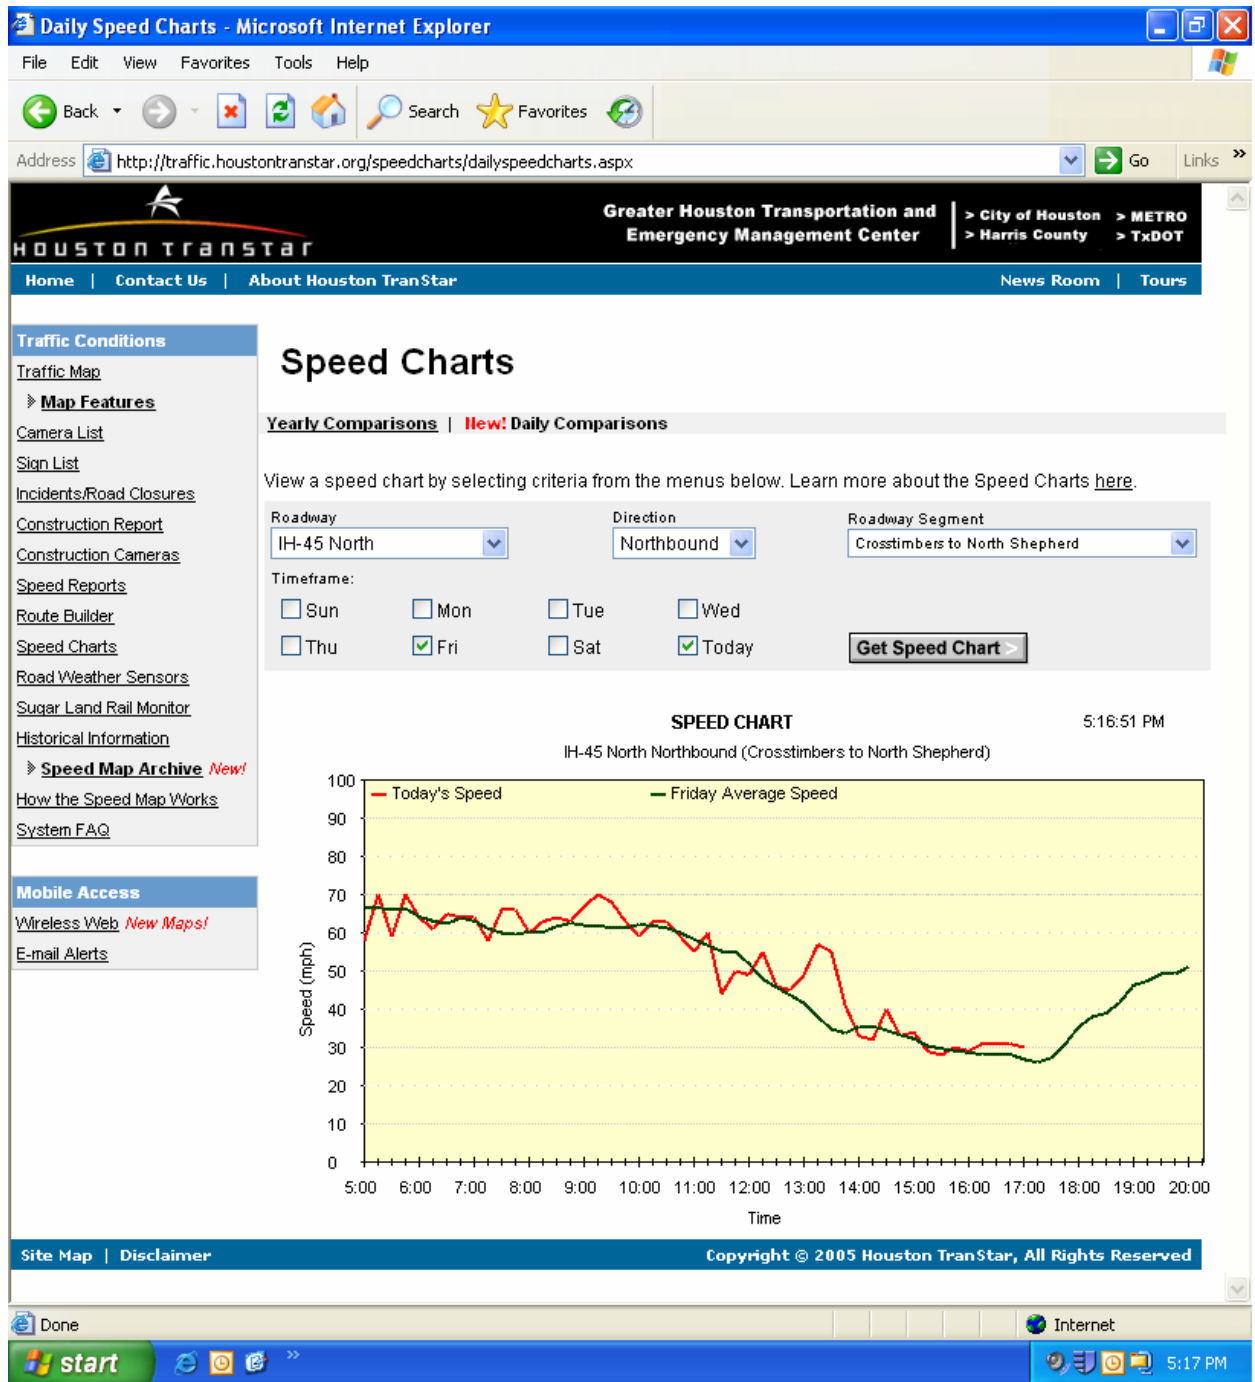 Daily Speed Charts - Microsoft Internet Explorer
File Edit View Favorites Tools Help
Back Search Favorites
Address http://traffic.houstontranstar.org/speedcharts/dailyspeedcharts.aspx Go Links »
HOUSTON TRANSTAR
Greater Houston Transportation and
Emergency Management Center
> City of Houston > METRO
> Harris County > TxDOT
Home | Contact Us | About Houston TranStar News Room | Tours
Traffic Conditions
Traffic Map
Map Features
Camera List
Sign List
Incidents/Road Closures
Construction Report
Construction Cameras
Speed Reports
Route Builder
Speed Charts
Road Weather Sensors
Sugar Land Rail Monitor
Historical Information
Speed Map Archive New!
How the Speed Map Works
System FAQ
Mobile Access
Wireless Web New Maps!
E-mail Alerts
Speed Charts
Yearly Comparisons | New! Daily Comparisons
View a speed chart by selecting criteria from the menus below. Learn more about the Speed Charts here.
Roadway Direction Roadway Segment
IH-45 North Northbound Crosstimbers to North Shepherd
Timeframe:
Sun Mon Tue Wed
Thu Fri Sat Today Get Speed Chart >
SPEED CHART 5:16:51 PM
IH-45 North Northbound (Crosstimbers to North Shepherd)
Today's Speed Friday Average Speed
100
90
80
70
60
50
40
30
20
10
0
Speed (mph)
5:00 6:00 7:00 8:00 9:00 10:00 11:00 12:00 13:00 14:00 15:00 16:00 17:00 18:00 19:00 20:00
Time
Site Map | Disclaimer Copyright © 2005 Houston TranStar, All Rights Reserved
Done Internet
start » 5:17 PM